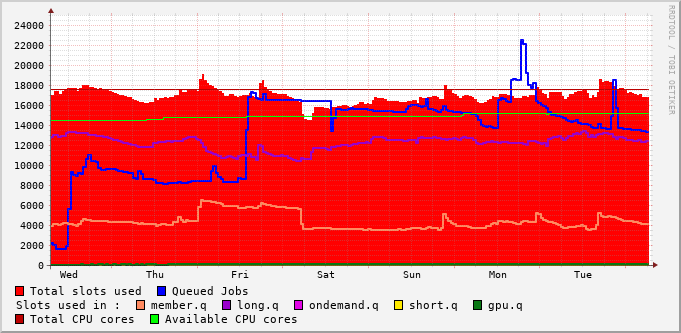 RRDTOOL / TOBI OETIKER
24000
22000
20000
18000
16000
14000
12000
10000
8000
6000
4000
2000
0
Wed Thu Fri Sat Sun Mon Tue
Total slots used Queued Jobs
Slots used in : member.q long.q ondemand.q short.q gpu.q
Total CPU cores Available CPU cores